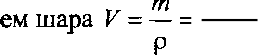 ем шара V = m/ρ = ———